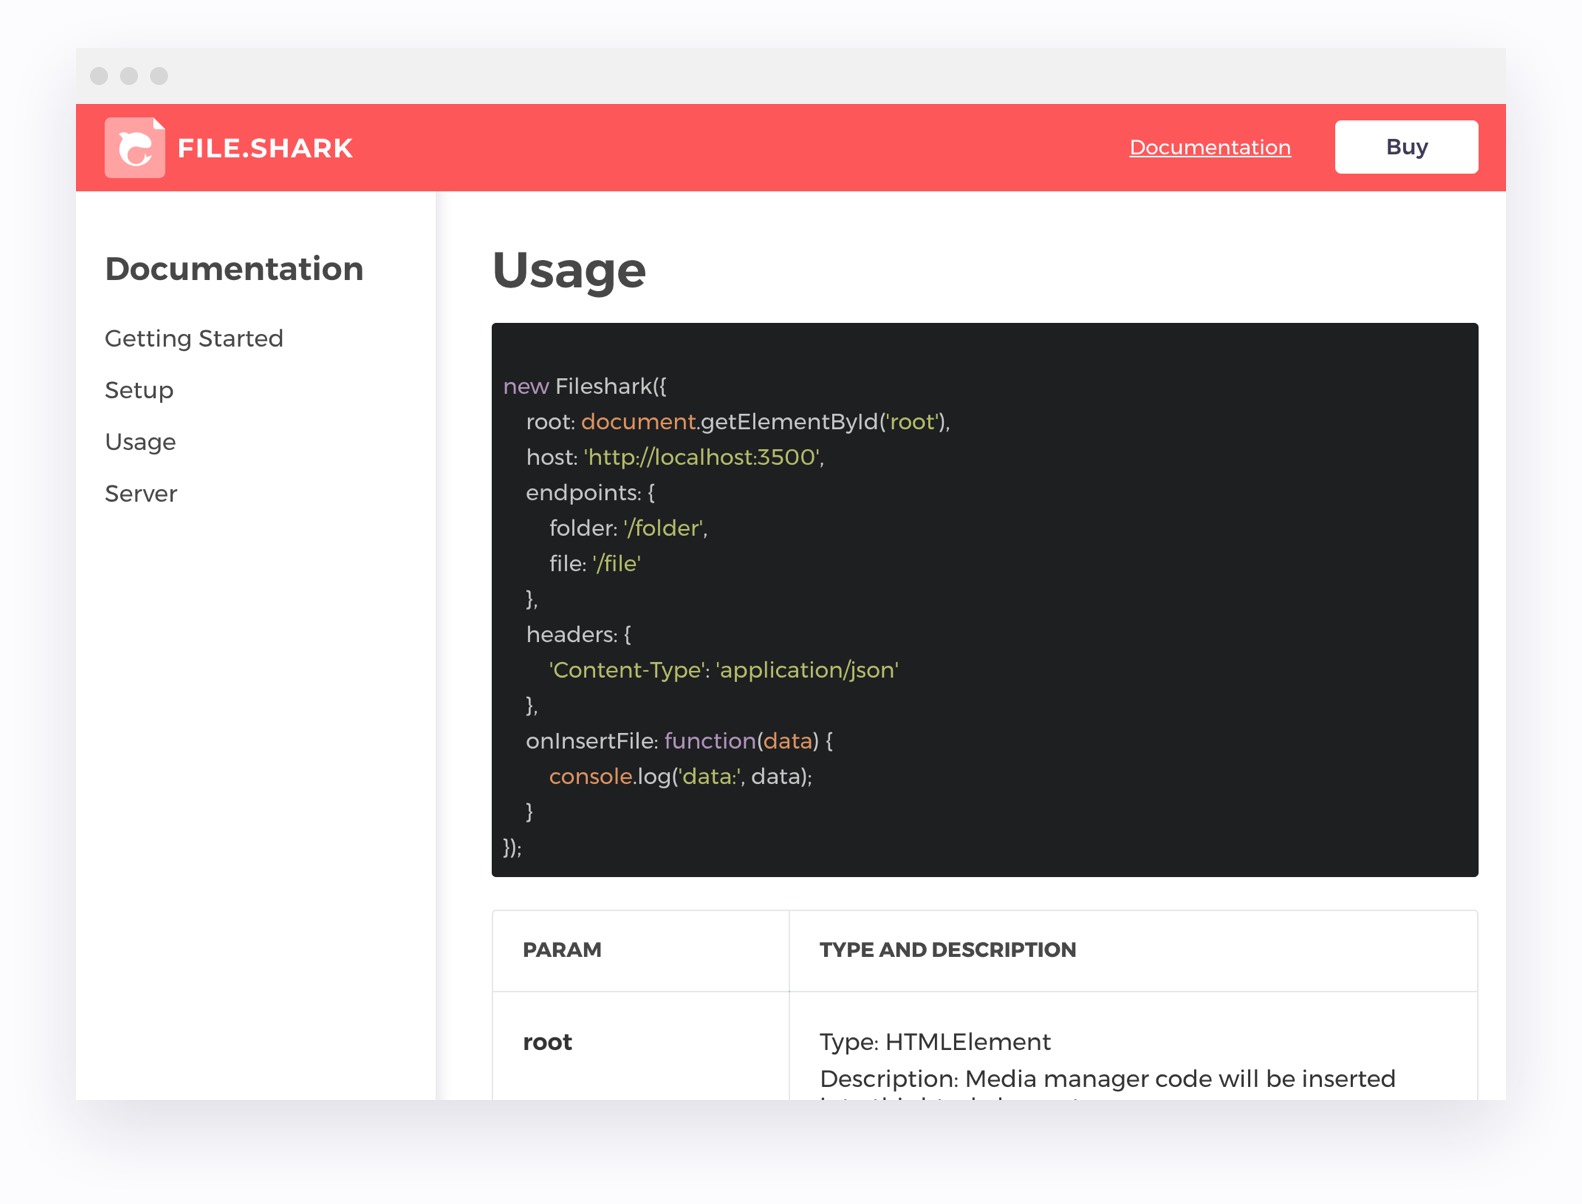 FILE.SHARK
Documentation
Buy
Documentation
Getting Started
Setup
Usage
Server
Usage
new Fileshark({
root: document.getElementById('root'),
host: 'http://localhost:3500',
endpoints: {
folder: '/folder',
file: '/file'
},
headers: {
'Content-Type': 'application/json'
},
onInsertFile: function(data) {
console.log('data:', data);
}
});
PARAM
TYPE AND DESCRIPTION
root
Type: HTMLElement
Description: Media manager code will be inserted